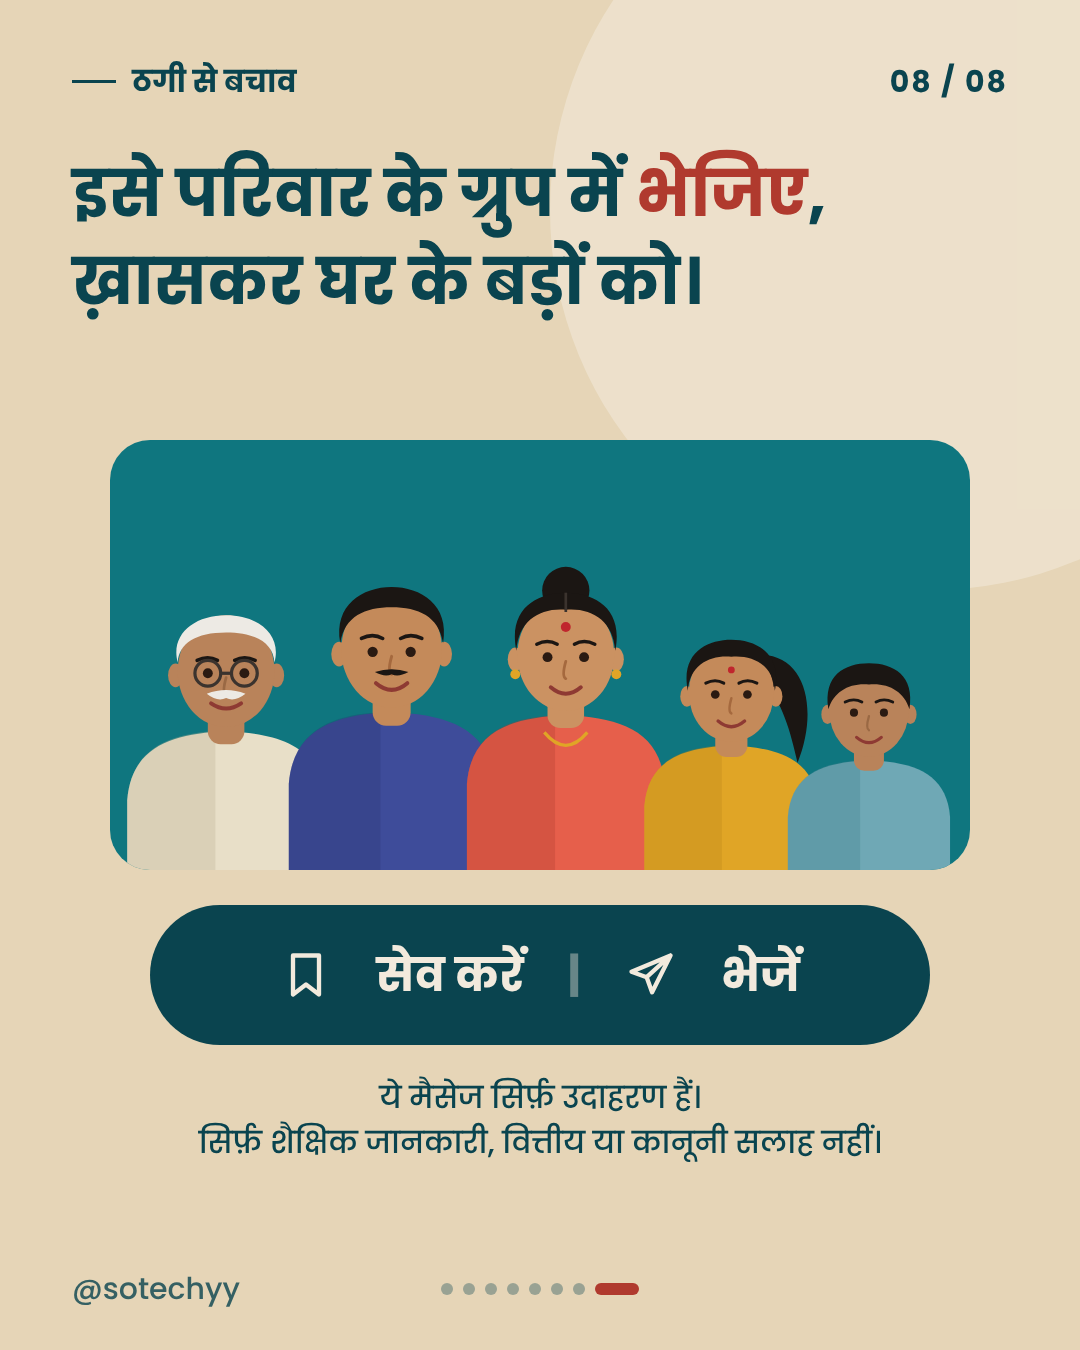 ठगी से बचाव
08 / 08
इसे परिवार के ग्रुप में भेजिए,
ख़ासकर घर के बड़ों को।
सेव करें | भेजें
ये मैसेज सिर्फ़ उदाहरण हैं।
सिर्फ़ शैक्षिक जानकारी, वित्तीय या कानूनी सलाह नहीं।
@sotechyy